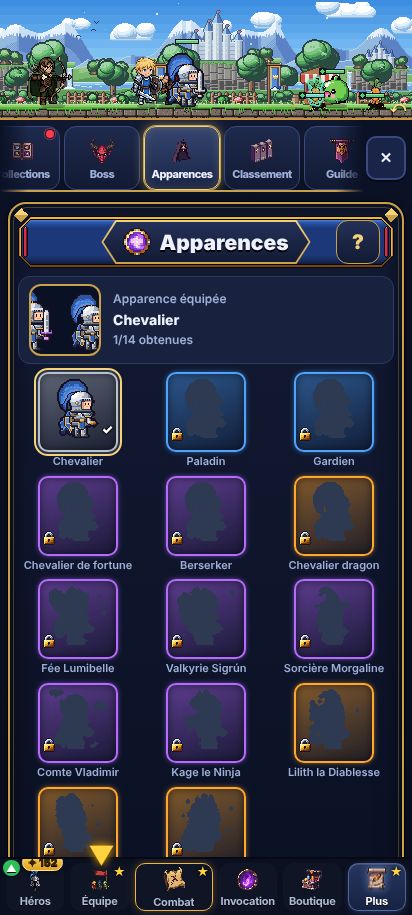 ollections
Boss
Apparences
Classement
Guilde
×
Apparences
?
Apparence équipée
Chevalier
1/14 obtenues
Chevalier
Paladin
Gardien
Chevalier de fortune
Berserker
Chevalier dragon
Fée Lumibelle
Valkyrie Sigrún
Sorcière Morgaline
Comte Vladimir
Kage le Ninja
Lilith la Diablesse
Héros
Équipe
Combat
Invocation
Boutique
Plus